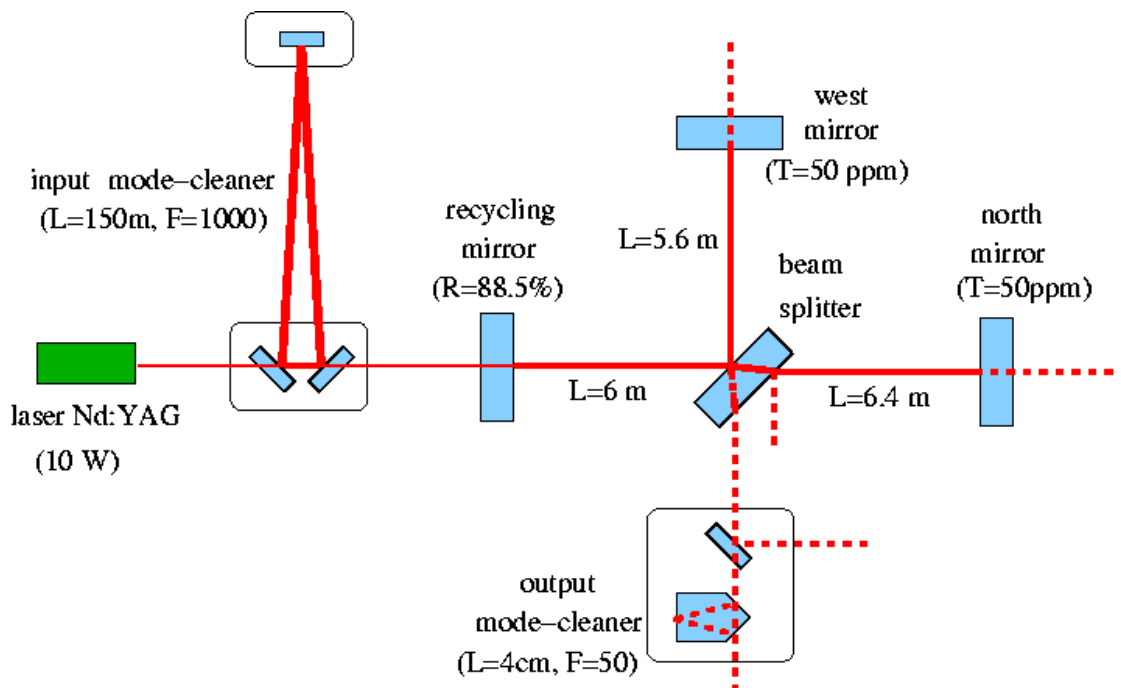 west
mirror
(T=50 ppm)
input mode–cleaner
(L=150m, F=1000)
recycling
mirror
(R=88.5%)
L=5.6 m
beam
splitter
north
mirror
(T=50ppm)
L=6 m
L=6.4 m
laser Nd:YAG
(10 W)
output
mode–cleaner
(L=4cm, F=50)